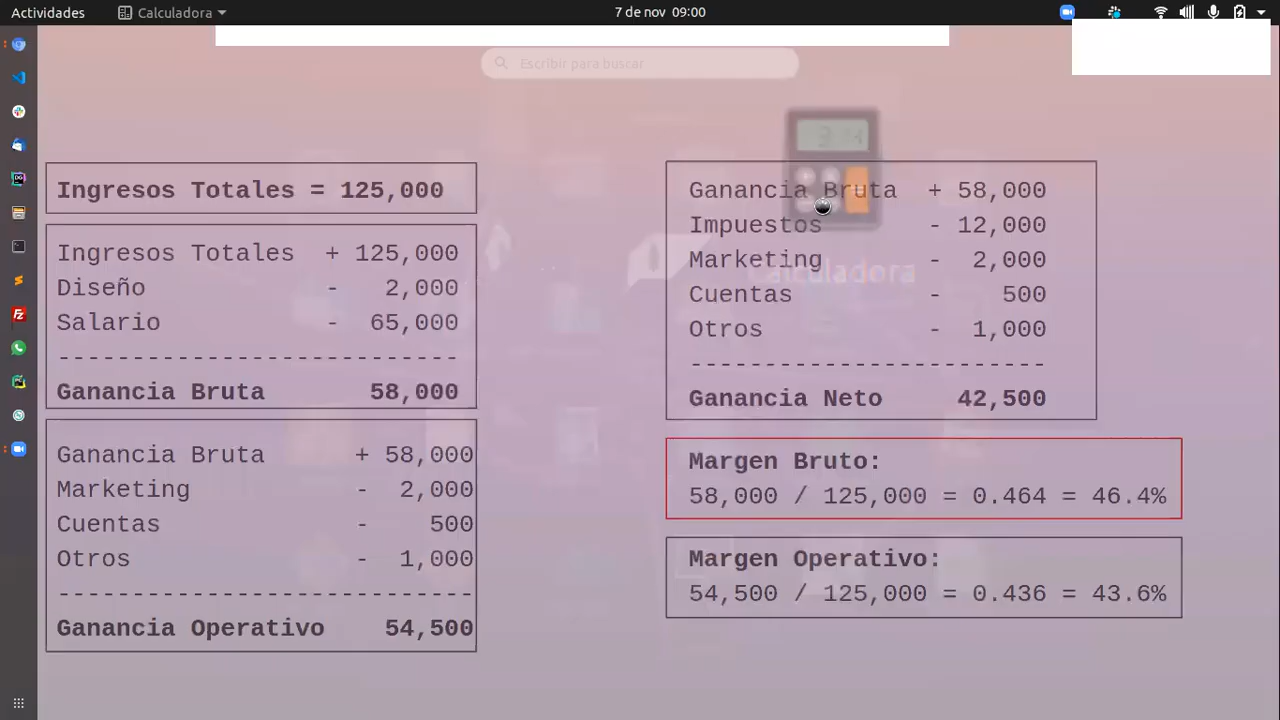 Actividades
Calculadora
7 de nov 09:00
Escribir para buscar
Ingresos Totales = 125,000
Ingresos Totales + 125,000
Diseño - 2,000
Salario - 65,000
----------------------------
Ganancia Bruta 58,000
Ganancia Bruta + 58,000
Marketing - 2,000
Cuentas - 500
Otros - 1,000
----------------------------
Ganancia Operativo 54,500
Ganancia Bruta + 58,000
Impuestos - 12,000
Marketing - 2,000
Cuentas - 500
Otros - 1,000
------------------------
Ganancia Neto 42,500
Calculadora
Margen Bruto:
58,000 / 125,000 = 0.464 = 46.4%
Margen Operativo:
54,500 / 125,000 = 0.436 = 43.6%